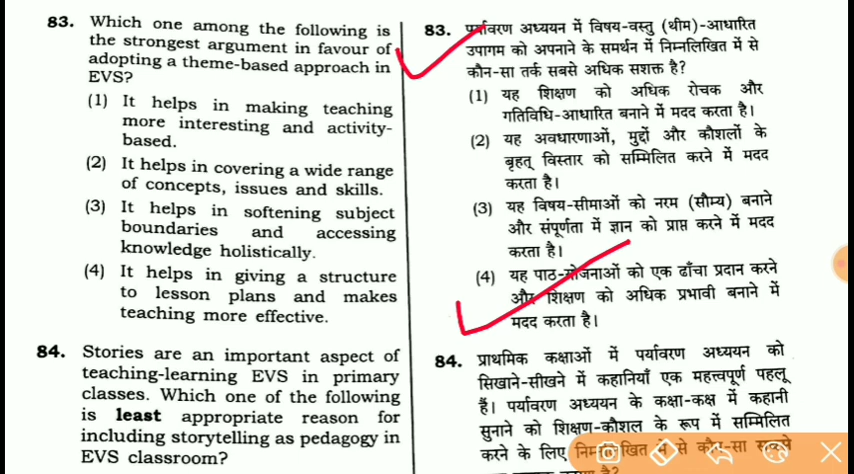 83. Which one among the following is
the strongest argument in favour of
adopting a theme-based approach in
EVS?
(1) It helps in making teaching
more interesting and activity-
based.
(2) It helps in covering a wide range
of concepts, issues and skills.
(3) It helps in softening subject
boundaries and accessing
knowledge holistically.
(4) It helps in giving a structure
to lesson plans and makes
teaching more effective.
84. Stories are an important aspect of
teaching-learning EVS in primary
classes. Which one of the following
is least appropriate reason for
including storytelling as pedagogy in
EVS classroom?
83. पर्यावरण अध्ययन में विषय-वस्तु (थीम)-आधारित
उपागम को अपनाने के समर्थन में निम्नलिखित में से
कौन-सा तर्क सबसे अधिक सशक्त है?
(1) यह शिक्षण को अधिक रोचक और
गतिविधि-आधारित बनाने में मदद करता है।
(2) यह अवधारणाओं, मुद्दों और कौशलों के
बृहत् विस्तार को सम्मिलित करने में मदद
करता है।
(3) यह विषय-सीमाओं को नरम (सौम्य) बनाने
और संपूर्णता में ज्ञान को प्राप्त करने में मदद
करता है।
(4) यह पाठ-योजनाओं को एक ढाँचा प्रदान करने
और शिक्षण को अधिक प्रभावी बनाने में
मदद करता है।
84. प्राथमिक कक्षाओं में पर्यावरण अध्ययन को
सिखाने-सीखने में कहानियाँ एक महत्त्वपूर्ण पहलू
हैं। पर्यावरण अध्ययन के कक्षा-कक्ष में कहानी
सुनाने को शिक्षण-कौशल के रूप में सम्मिलित
करने के लिए निम्नलिखित में से कौन-सा सबसे